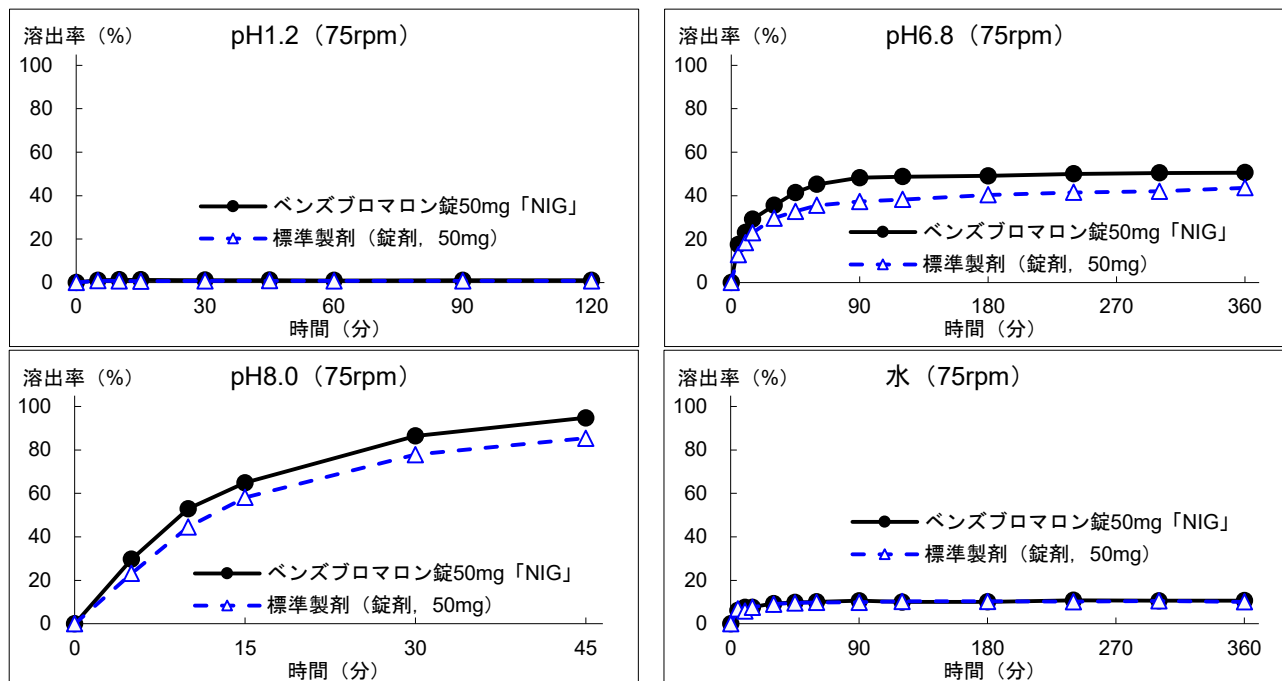 溶出率（%）
pH1.2（75rpm）
100
80
60
40
20
0
ベンズブロマロン錠50mg「NIG」
標準製剤（錠剤，50mg）
0 30 60 90 120
時間（分）
溶出率（%）
pH6.8（75rpm）
100
80
60
40
20
0
ベンズブロマロン錠50mg「NIG」
標準製剤（錠剤，50mg）
0 90 180 270 360
時間（分）
溶出率（%）
pH8.0（75rpm）
100
80
60
40
20
0
ベンズブロマロン錠50mg「NIG」
標準製剤（錠剤，50mg）
0 15 30 45
時間（分）
溶出率（%）
水（75rpm）
100
80
60
40
20
0
ベンズブロマロン錠50mg「NIG」
標準製剤（錠剤，50mg）
0 90 180 270 360
時間（分）